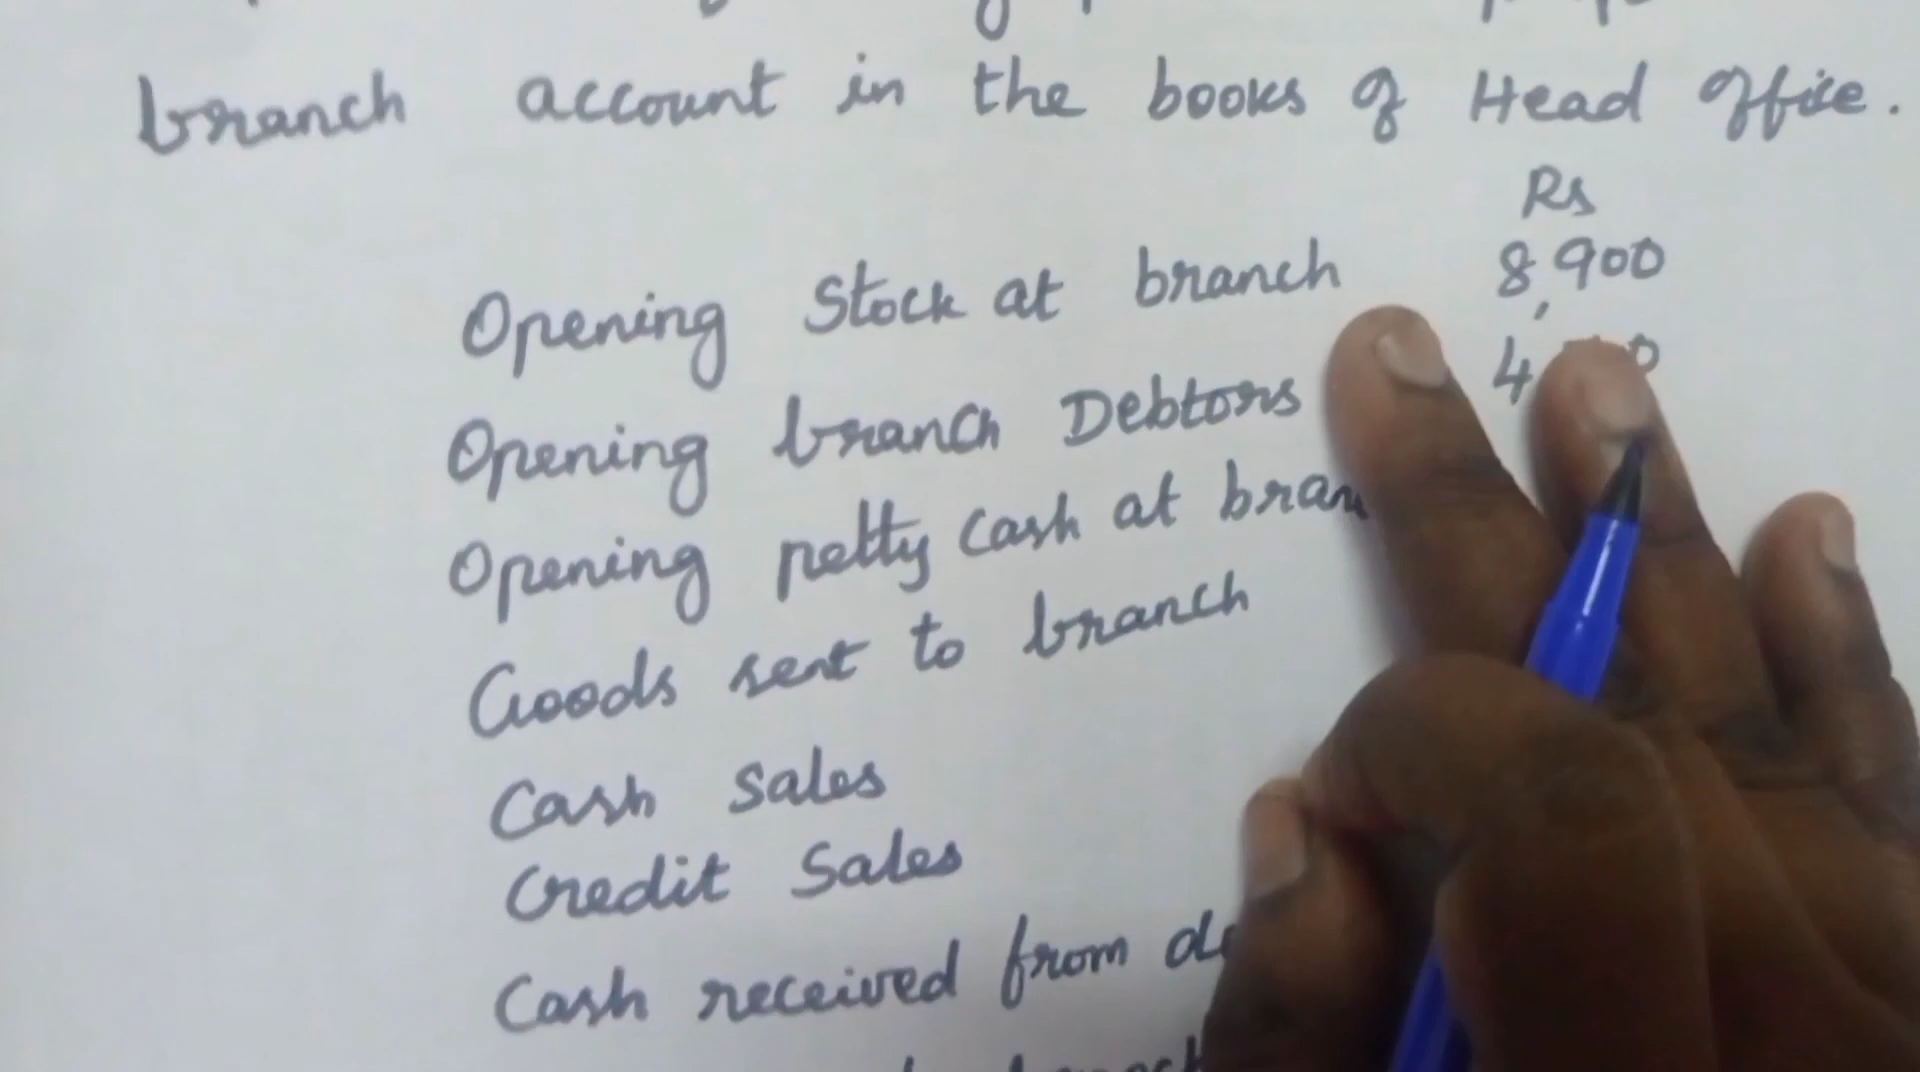 branch account in the books of Head Office.
Rs
Opening Stock at branch 8,900
Opening branch Debtors
Opening petty cash at
Goods sent to branch
Cash Sales
Credit Sales
Cash received from